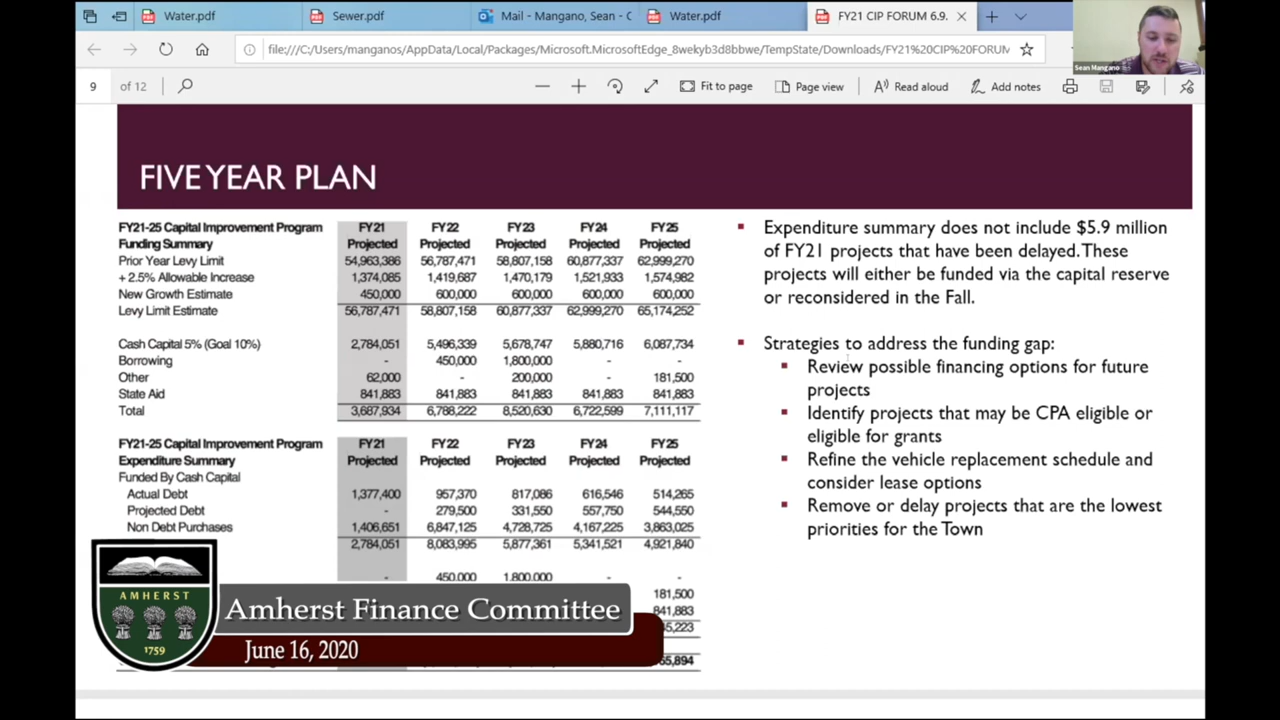 Water.pdf Sewer.pdf Mail - Mangano, Sean - C Water.pdf FY21 CIP FORUM 6.9.
file:///C:/Users/manganos/AppData/Local/Packages/Microsoft.MicrosoftEdge_8wekyb3d8bbwe/TempState/Downloads/FY21%20CIP%20FORUM
Sean Mangano
9 of 12 Fit to page Page view Read aloud Add notes
FIVE YEAR PLAN
FY21-25 Capital Improvement Program FY21 FY22 FY23 FY24 FY25
Funding Summary Projected Projected Projected Projected Projected
Prior Year Levy Limit 54,963,386 56,787,471 58,807,158 60,877,337 62,999,270
+ 2.5% Allowable Increase 1,374,085 1,419,687 1,470,179 1,521,933 1,574,982
New Growth Estimate 450,000 600,000 600,000 600,000 600,000
Levy Limit Estimate 56,787,471 58,807,158 60,877,337 62,999,270 65,174,252
Cash Capital 5% (Goal 10%) 2,784,051 5,496,339 5,678,747 5,880,716 6,087,734
Borrowing - 450,000 1,800,000 - -
Other 62,000 - 200,000 - 181,500
State Aid 841,883 841,883 841,883 841,883 841,883
Total 3,687,934 6,788,222 8,520,630 6,722,599 7,111,117
FY21-25 Capital Improvement Program FY21 FY22 FY23 FY24 FY25
Expenditure Summary Projected Projected Projected Projected Projected
Funded By Cash Capital
Actual Debt 1,377,400 957,370 817,086 616,546 514,265
Projected Debt - 279,500 331,550 557,750 544,550
Non Debt Purchases 1,406,651 6,847,125 4,728,725 4,167,225 3,863,025
2,784,051 8,083,995 5,877,361 5,341,521 4,921,840
- 450,000 1,800,000 - -
181,500
841,883
5,223
55,894
Expenditure summary does not include $5.9 million
of FY21 projects that have been delayed. These
projects will either be funded via the capital reserve
or reconsidered in the Fall.
Strategies to address the funding gap:
Review possible financing options for future
projects
Identify projects that may be CPA eligible or
eligible for grants
Refine the vehicle replacement schedule and
consider lease options
Remove or delay projects that are the lowest
priorities for the Town
AMHERST
1759
Amherst Finance Committee
June 16, 2020